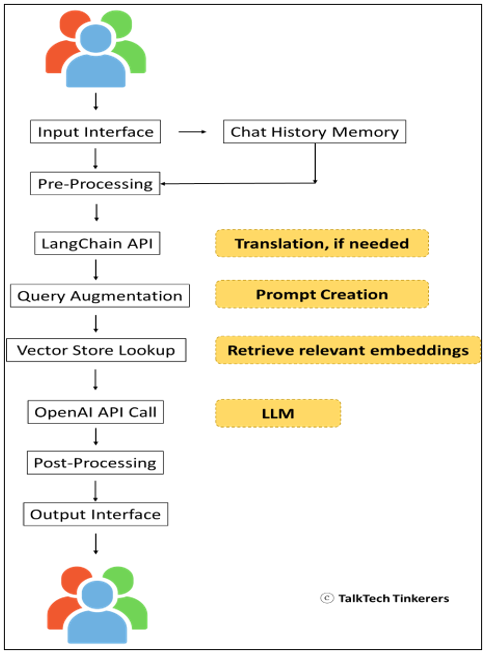 Input Interface
Chat History Memory
Pre-Processing
LangChain API
Translation, if needed
Query Augmentation
Prompt Creation
Vector Store Lookup
Retrieve relevant embeddings
OpenAI API Call
LLM
Post-Processing
Output Interface
© TalkTech Tinkerers